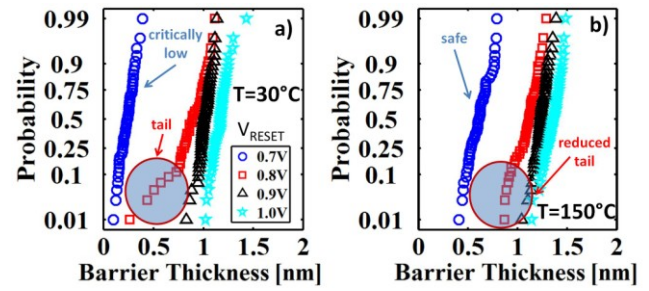 0.99
0.9
0.75
0.5
0.25
0.1
0.01
Probability
critically
low
a)
T=30°C
tail
V_RESET
0.7V
0.8V
0.9V
1.0V
0 0.5 1 1.5 2
Barrier Thickness [nm]
0.99
0.9
0.75
0.5
0.25
0.1
0.01
Probability
safe
b)
reduced
tail
T=150°C
0 0.5 1 1.5 2
Barrier Thickness [nm]